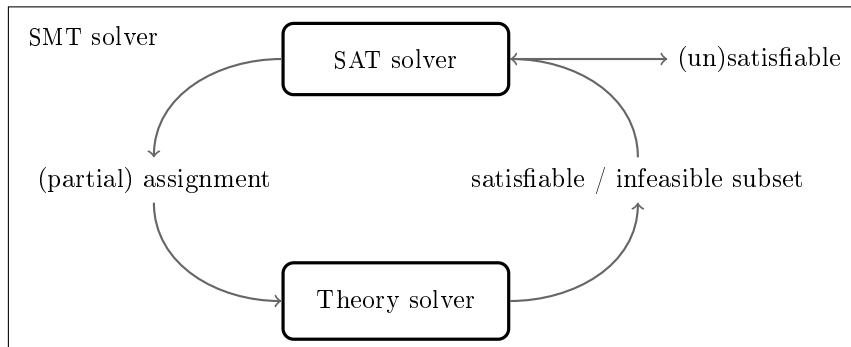 SMT solver
SAT solver
(un)satisfiable
(partial) assignment
satisfiable / infeasible subset
Theory solver